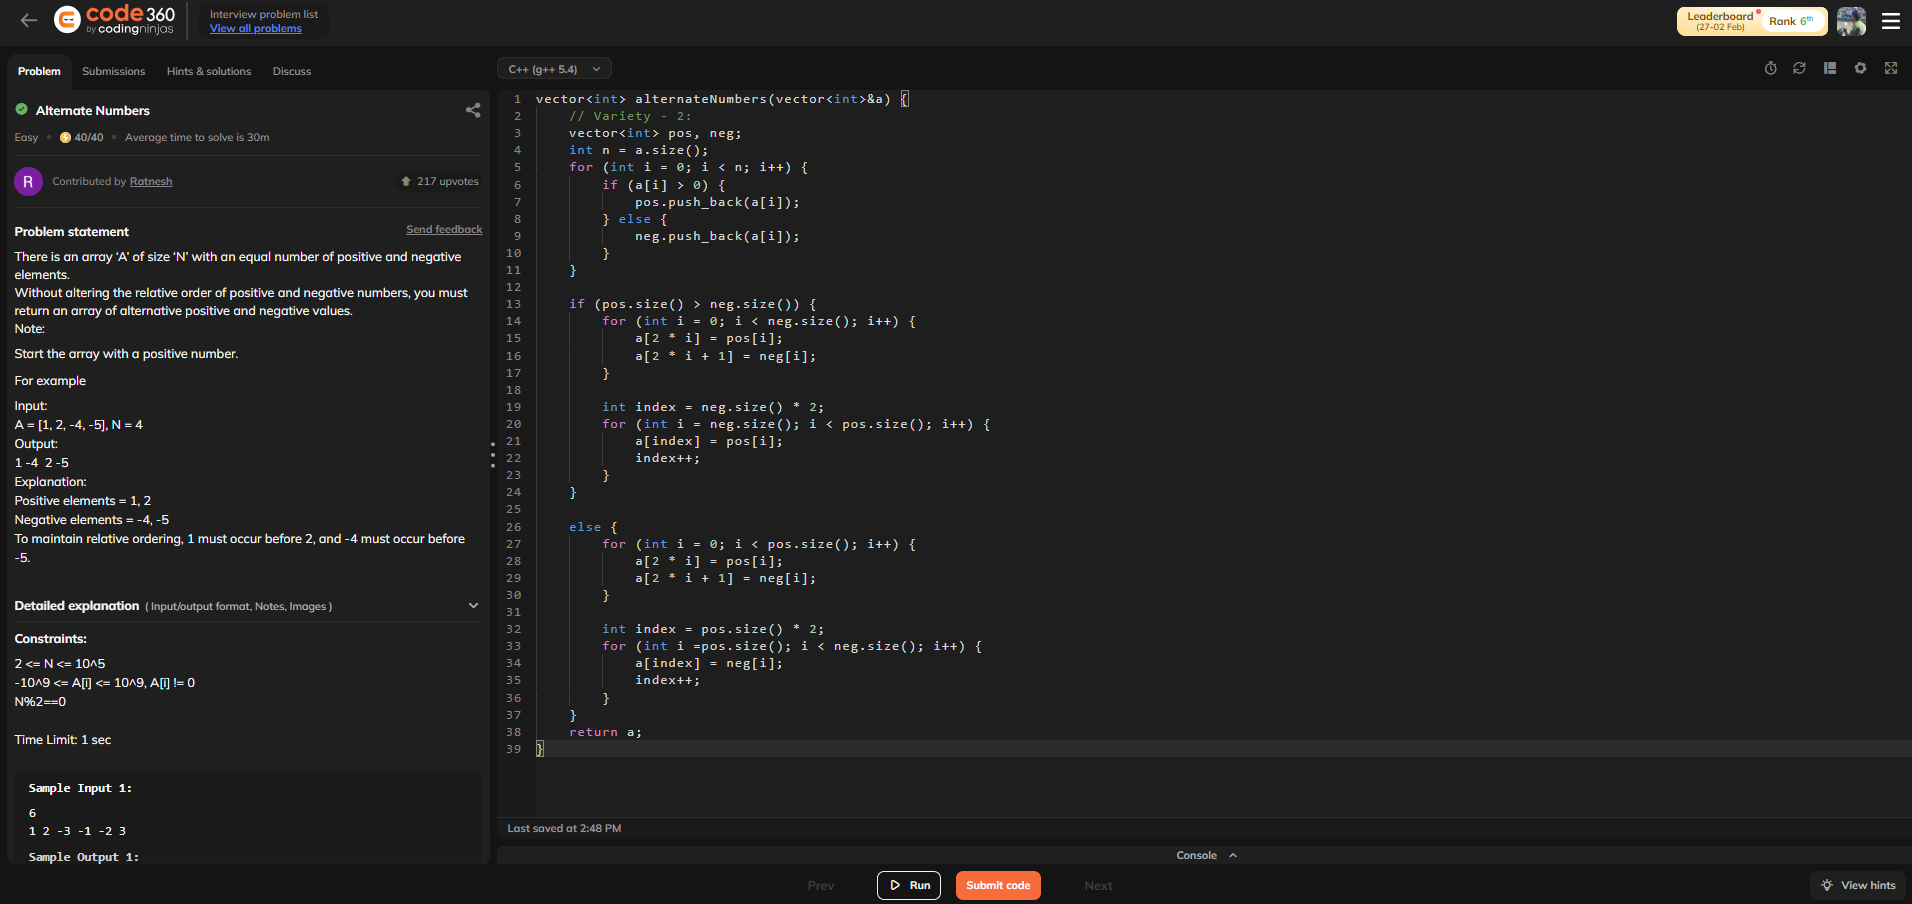 code 360
by codingninjas
Interview problem list
View all problems
Leaderboard
(27-02 Feb)
Rank 6th
Problem
Submissions
Hints & solutions
Discuss
Alternate Numbers
Easy
40/40
Average time to solve is 30m
R
Contributed by Ratnesh
217 upvotes
Problem statement
Send feedback
There is an array ‘A’ of size ‘N’ with an equal number of positive and negative
elements.
Without altering the relative order of positive and negative numbers, you must
return an array of alternative positive and negative values.
Note:
Start the array with a positive number.
For example
Input:
A = [1, 2, -4, -5], N = 4
Output:
1 -4  2 -5
Explanation:
Positive elements = 1, 2
Negative elements = -4, -5
To maintain relative ordering, 1 must occur before 2, and -4 must occur before
-5.
Detailed explanation ( Input/output format, Notes, Images )
Constraints:
2 <= N <= 10^5
-10^9 <= A[i] <= 10^9, A[i] != 0
N%2==0
Time Limit: 1 sec
Sample Input 1:
6
1 2 -3 -1 -2 3
Sample Output 1:
C++ (g++ 5.4)
1 vector<int> alternateNumbers(vector<int>&a) {
2     // Variety - 2:
3     vector<int> pos, neg;
4     int n = a.size();
5     for (int i = 0; i < n; i++) {
6         if (a[i] > 0) {
7             pos.push_back(a[i]);
8         } else {
9             neg.push_back(a[i]);
10         }
11     }
12
13     if (pos.size() > neg.size()) {
14         for (int i = 0; i < neg.size(); i++) {
15             a[2 * i] = pos[i];
16             a[2 * i + 1] = neg[i];
17         }
18
19         int index = neg.size() * 2;
20         for (int i = neg.size(); i < pos.size(); i++) {
21             a[index] = pos[i];
22             index++;
23         }
24     }
25
26     else {
27         for (int i = 0; i < pos.size(); i++) {
28             a[2 * i] = pos[i];
29             a[2 * i + 1] = neg[i];
30         }
31
32         int index = pos.size() * 2;
33         for (int i =pos.size(); i < neg.size(); i++) {
34             a[index] = neg[i];
35             index++;
36         }
37     }
38     return a;
39 }
Last saved at 2:48 PM
Console
Prev
Run
Submit code
Next
View hints